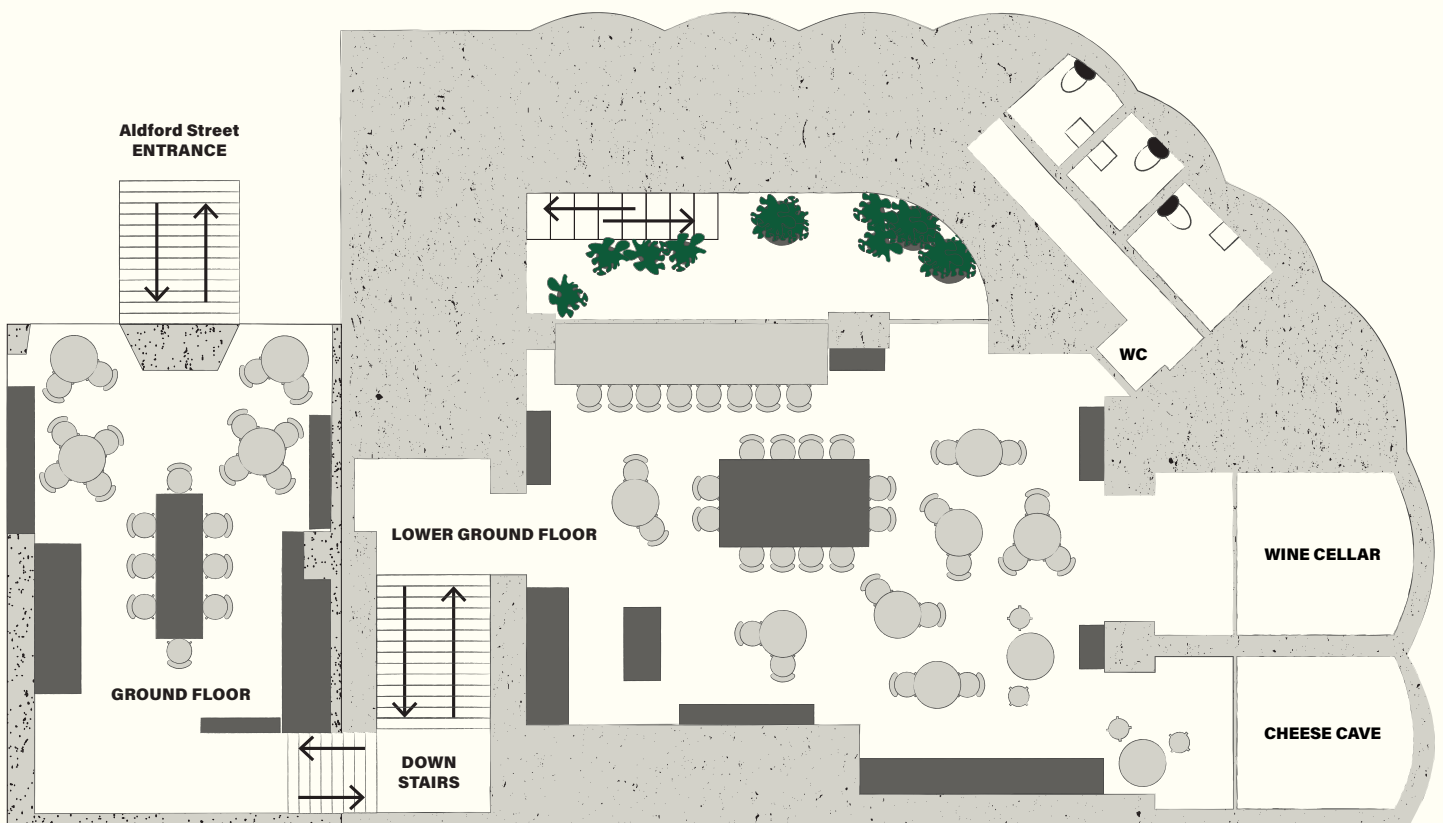 Aldford Street
ENTRANCE
WC
LOWER GROUND FLOOR
WINE CELLAR
GROUND FLOOR
CHEESE CAVE
DOWN
STAIRS